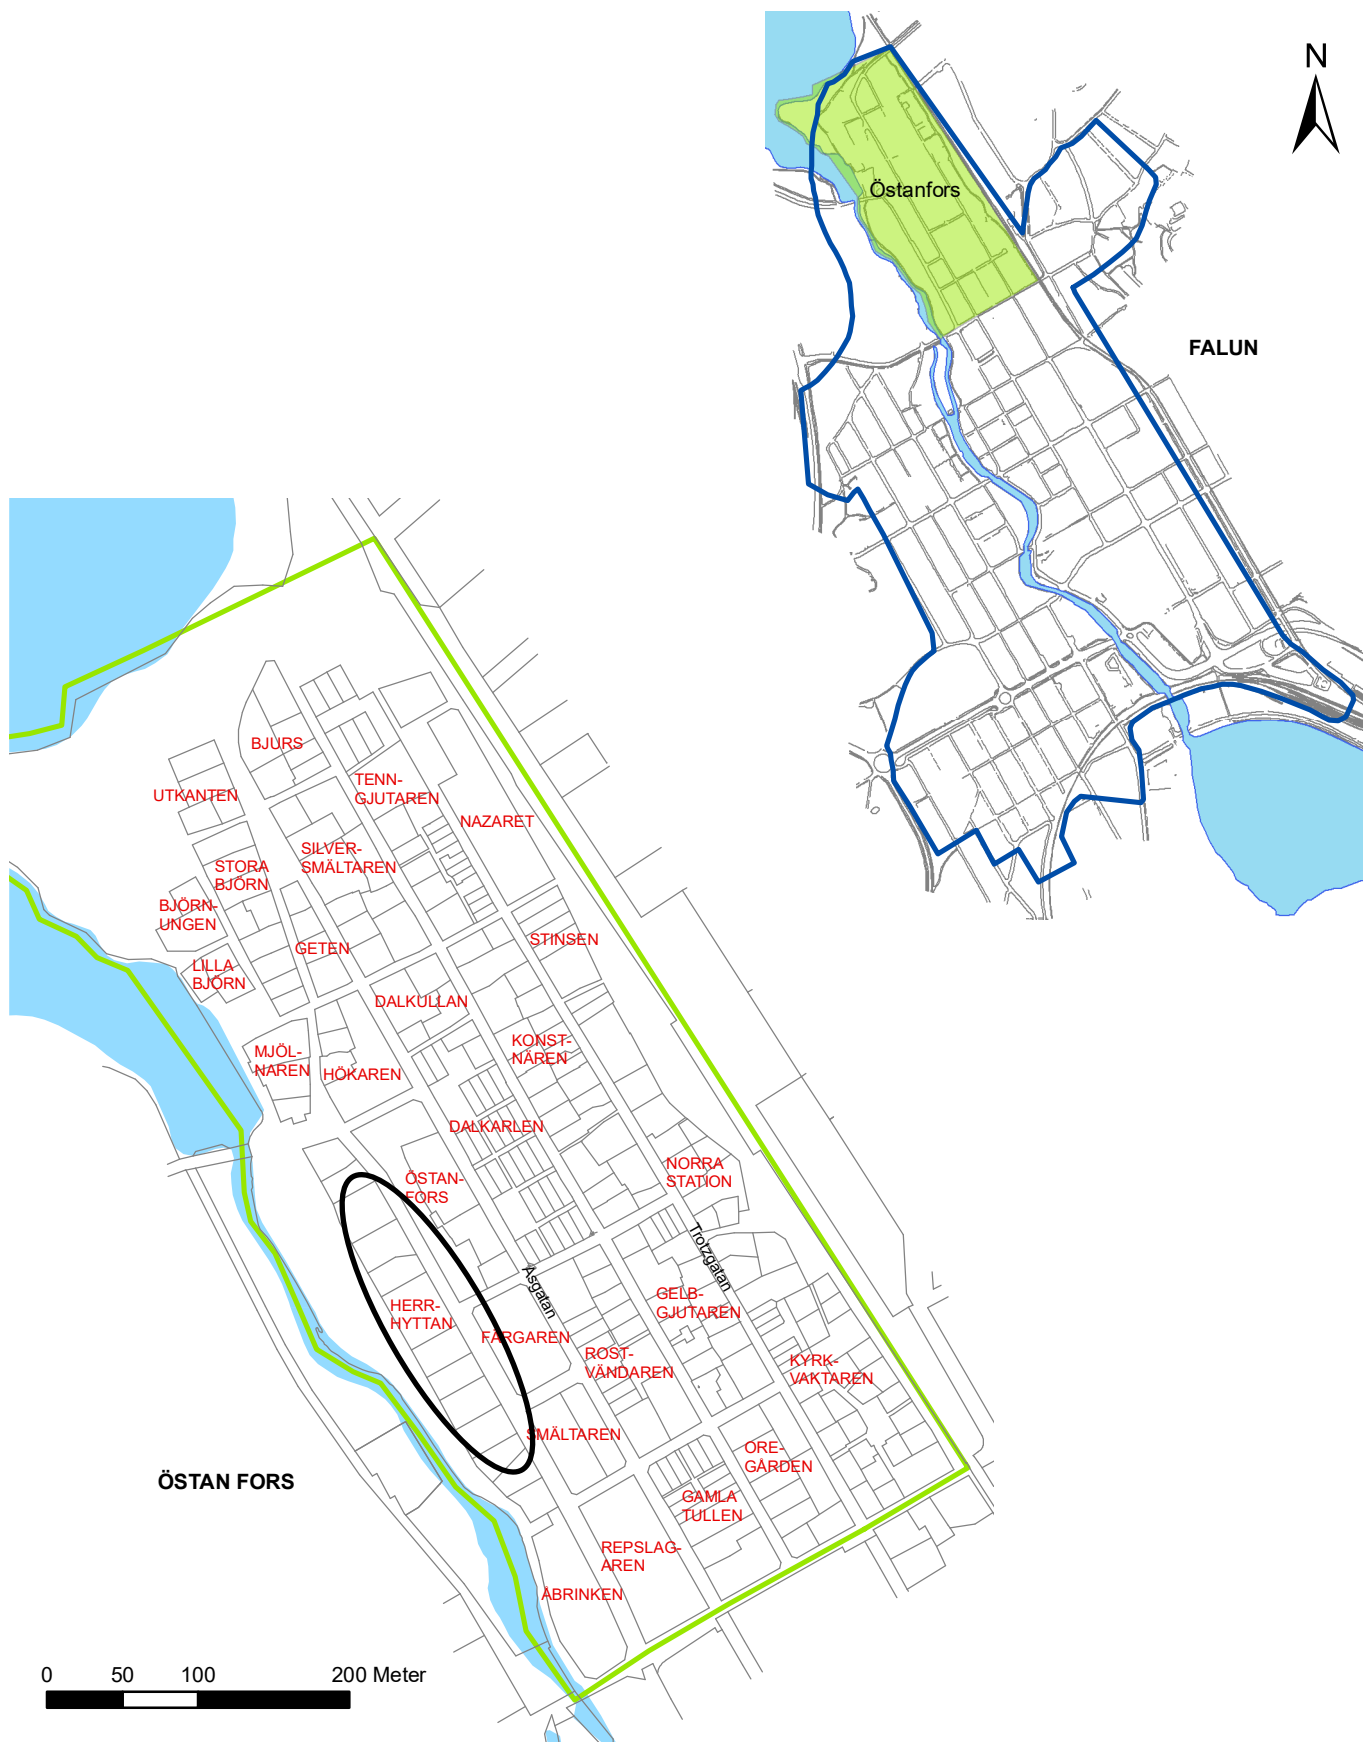 N
Östanfors
FALUN
BJURS
TENN-
GJUTAREN
UTKANTEN
NAZARET
SILVER-
SMÄLTAREN
STORA
BJÖRN
BJÖRN-
UNGEN
GETEN
STINSEN
LILLA
BJÖRN
DALKULLAN
KONST-
NÄREN
MJÖL-
NAREN
HÖKAREN
DALKARLEN
NORRA
STATION
ÖSTAN-
FORS
Trotzgatan
Åsgatan
GELB-
GJUTAREN
HERR-
HYTTAN
FÄRGAREN
ROST-
VÄNDAREN
KYRK-
VAKTAREN
SMÄLTAREN
ORE-
GÅRDEN
ÖSTAN FORS
GAMLA
TULLEN
REPSLAG-
AREN
ÅBRINKEN
0 50 100 200 Meter